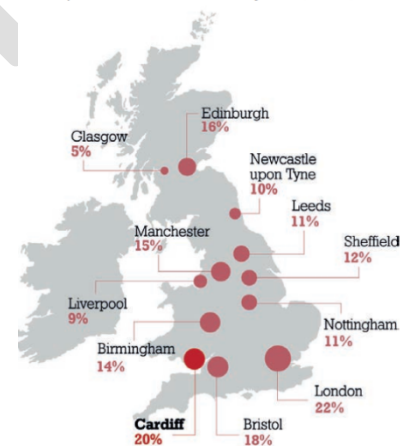 Edinburgh
16%
Glasgow
5%
Newcastle
upon Tyne
10%
Leeds
11%
Manchester
15%
Sheffield
12%
Liverpool
9%
Nottingham
11%
Birmingham
14%
London
22%
Cardiff
20%
Bristol
18%